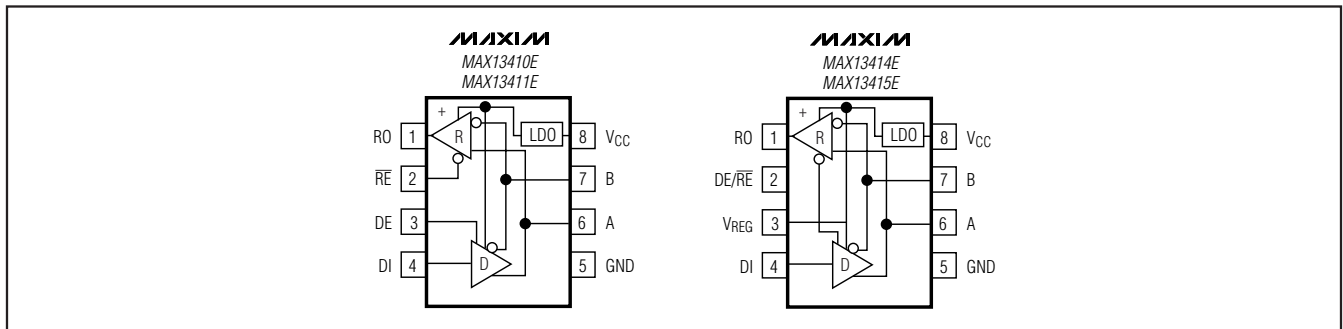 MAXIM
MAX13410E
MAX13411E
+
R
LDO
RO 1
8 VCC
RE 2
7 B
DE 3
6 A
DI 4
D
5 GND
MAXIM
MAX13414E
MAX13415E
+
R
LDO
RO 1
8 VCC
DE/RE 2
7 B
VREG 3
6 A
DI 4
D
5 GND